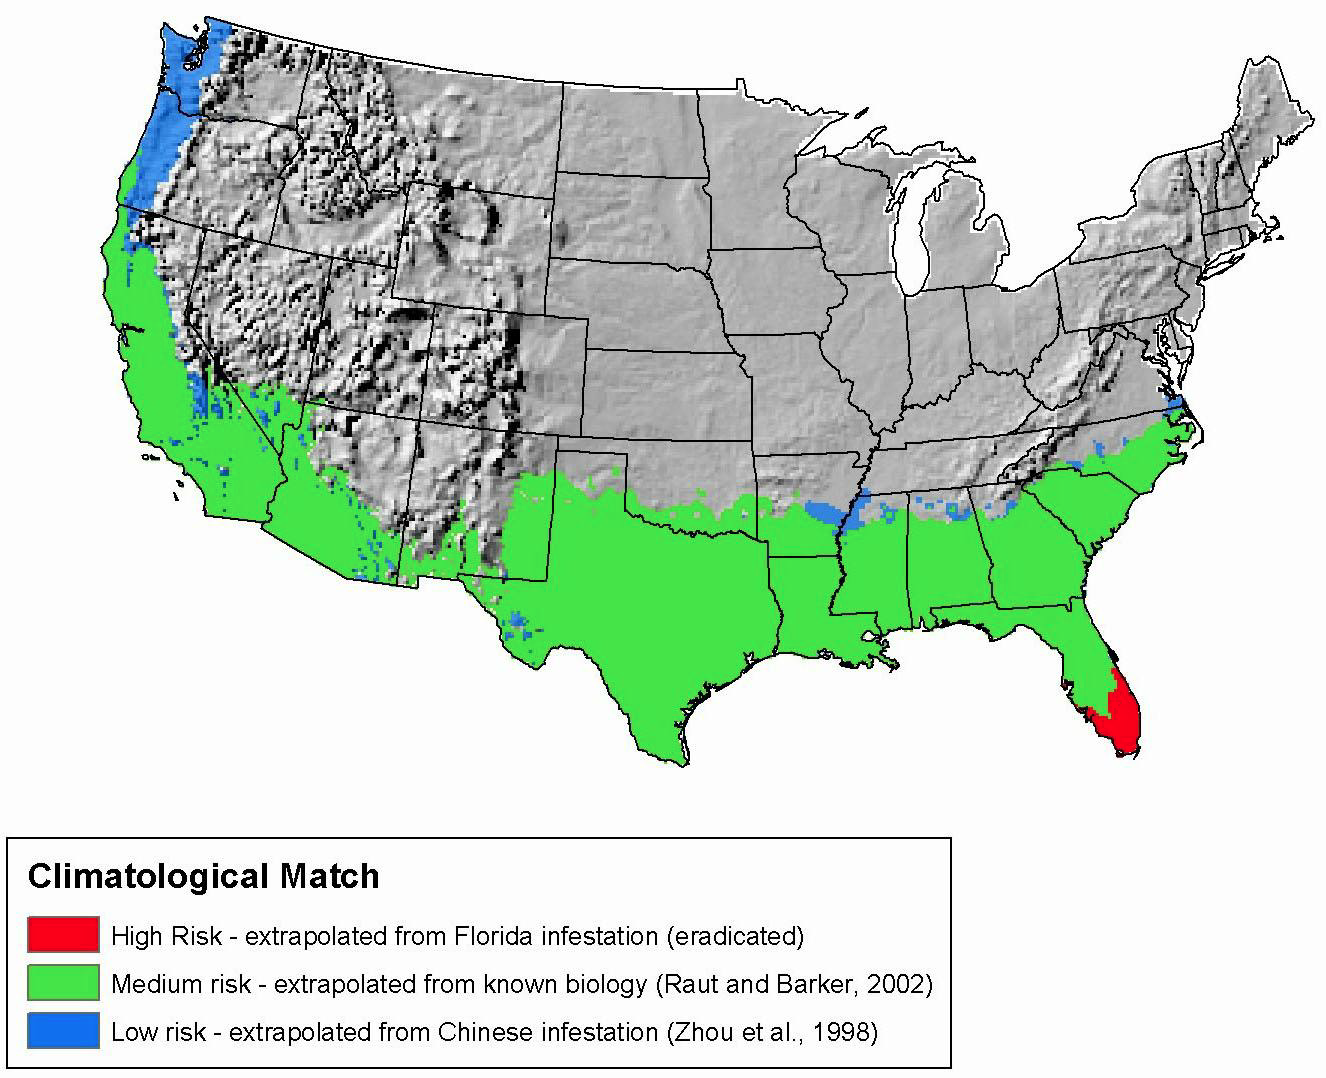 Climatological Match
High Risk - extrapolated from Florida infestation (eradicated)
Medium risk - extrapolated from known biology (Raut and Barker, 2002)
Low risk - extrapolated from Chinese infestation (Zhou et al., 1998)